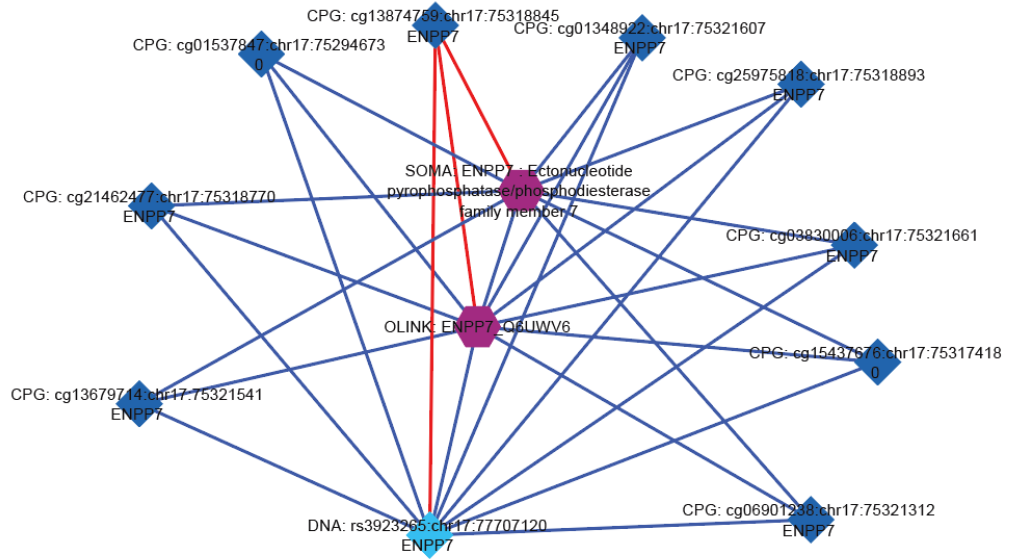 CPG: cg13874759:chr17:75318845
ENPP7
CPG: cg01348922:chr17:75321607
ENPP7
CPG: cg01537847:chr17:75294673
0
CPG: cg25975818:chr17:75318893
ENPP7
SOMA: ENPP7 : Ectonucleotide
pyrophosphatase/phosphodiesterase
family member 7
CPG: cg21462477:chr17:75318770
ENPP7
CPG: cg03830006:chr17:75321661
ENPP7
OLINK: ENPP7_Q6UWV6
CPG: cg15437676:chr17:75317418
0
CPG: cg13679714:chr17:75321541
ENPP7
CPG: cg06901238:chr17:75321312
ENPP7
DNA: rs3923265:chr17:77707120
ENPP7